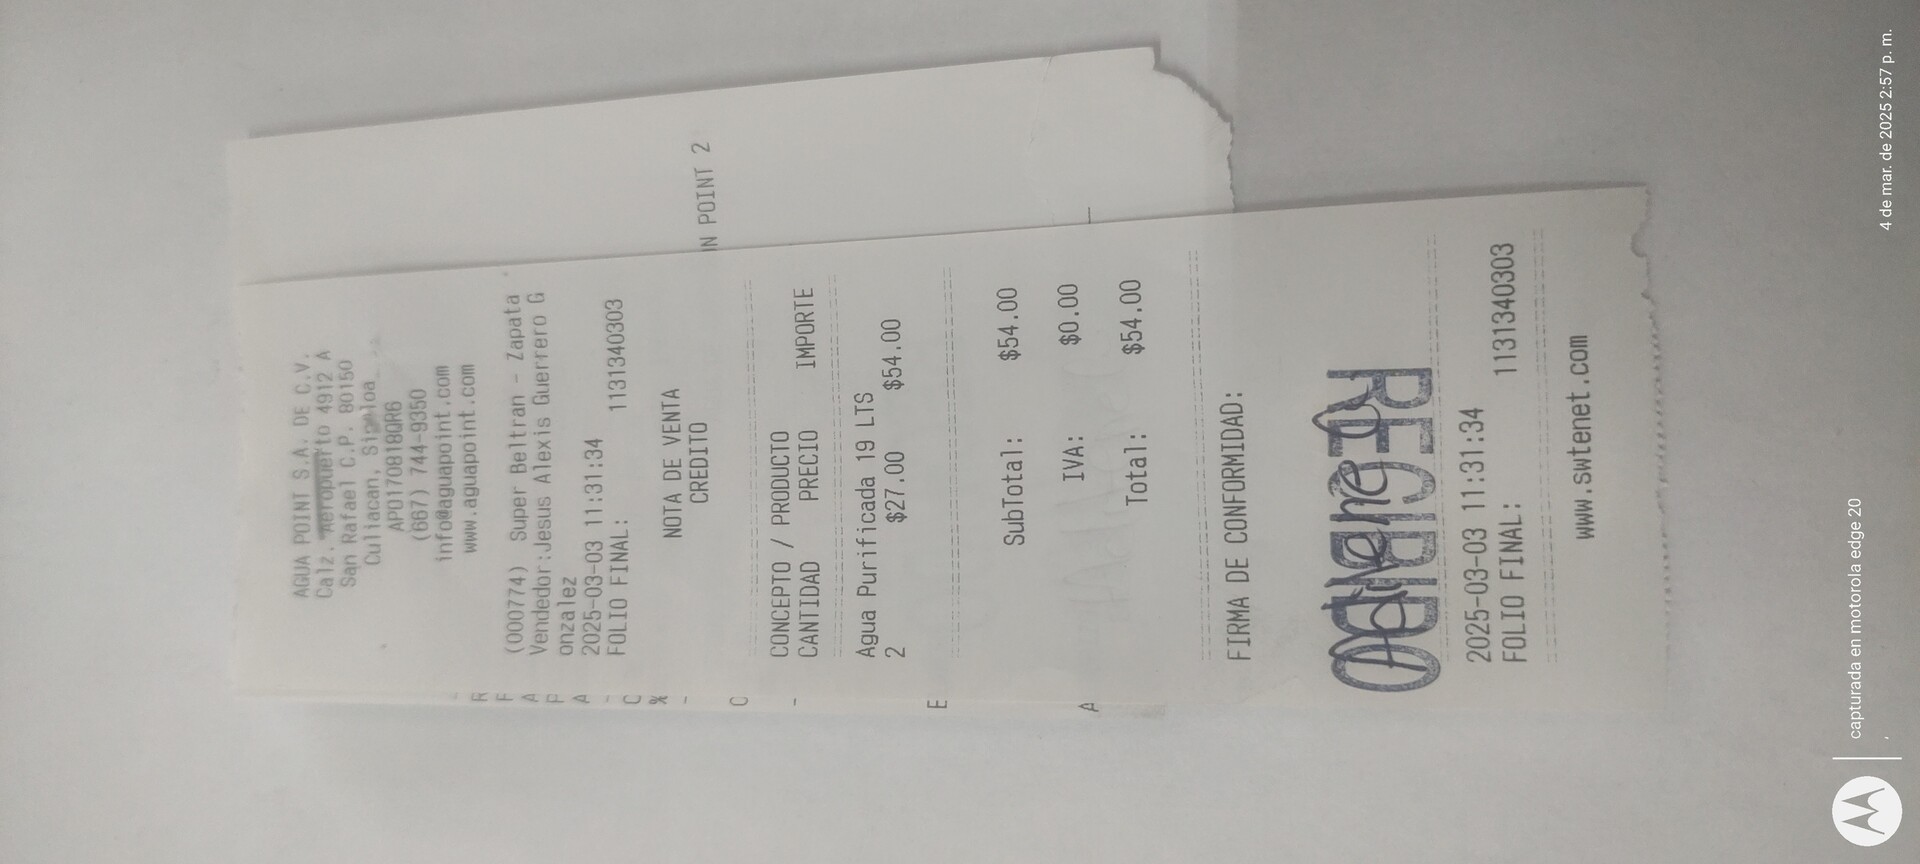 AGUA POINT S.A. DE C.V.
Calz. Aeropuerto 4912 A
San Rafael C.P. 80150
Culiacan, Sinaloa
APO170818QR6
(667) 744-9350
info@aguapoint.com
www.aguapoint.com
(000774) Super Beltran - Zapata
Vendedor:Jesus Alexis Guerrero G
onzalez
2025-03-03 11:31:34
FOLIO FINAL: 1131340303
NOTA DE VENTA
CREDITO
CONCEPTO / PRODUCTO
CANTIDAD PRECIO IMPORTE
Agua Purificada 19 LTS
2 $27.00 $54.00
SubTotal: $54.00
IVA: $0.00
Total: $54.00
FIRMA DE CONFORMIDAD:
RECIBIDO
2025-03-03 11:31:34
FOLIO FINAL: 1131340303
www.swtenet.com
N POINT 2
R
F
A
P
A
-
C
%
-
C
-
E
A
capturada en motorola edge 20
4 de mar. de 2025 2:57 p. m.